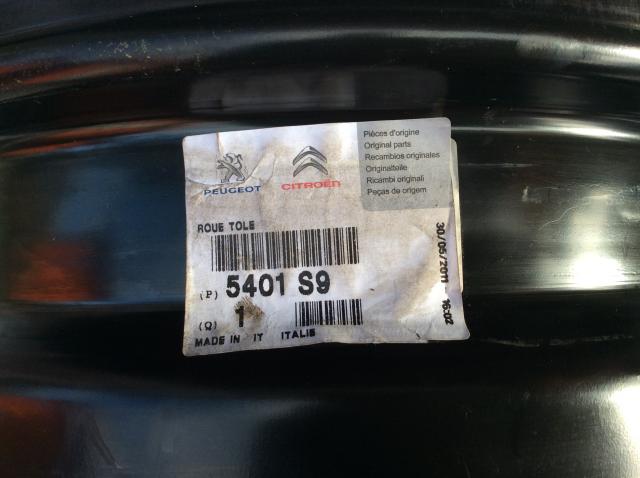 PEUGEOT
CITROËN
Pièces d'origine
Original parts
Recambios originales
Originalteile
Ricambi originali
Peças de origem
ROUE TOLE
(P) 5401 S9
(Q) 1
MADE IN IT ITALIE
30/05/2011 16:02